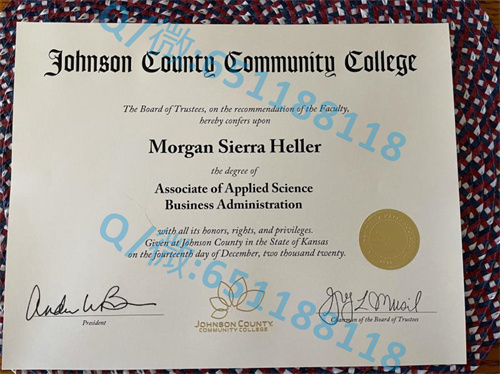 Johnson County Community College
The Board of Trustees, on the recommendation of the Faculty,
hereby confers upon
Morgan Sierra Heller
the degree of
Associate of Applied Science
Business Administration
with all its honors, rights, and privileges.
Given at Johnson County in the State of Kansas
on the fourteenth day of December, two thousand twenty.
President
Chairman of the Board of Trustees
JOHNSON COUNTY
COMMUNITY COLLEGE
Q/微:651188118
Q/微:651188118